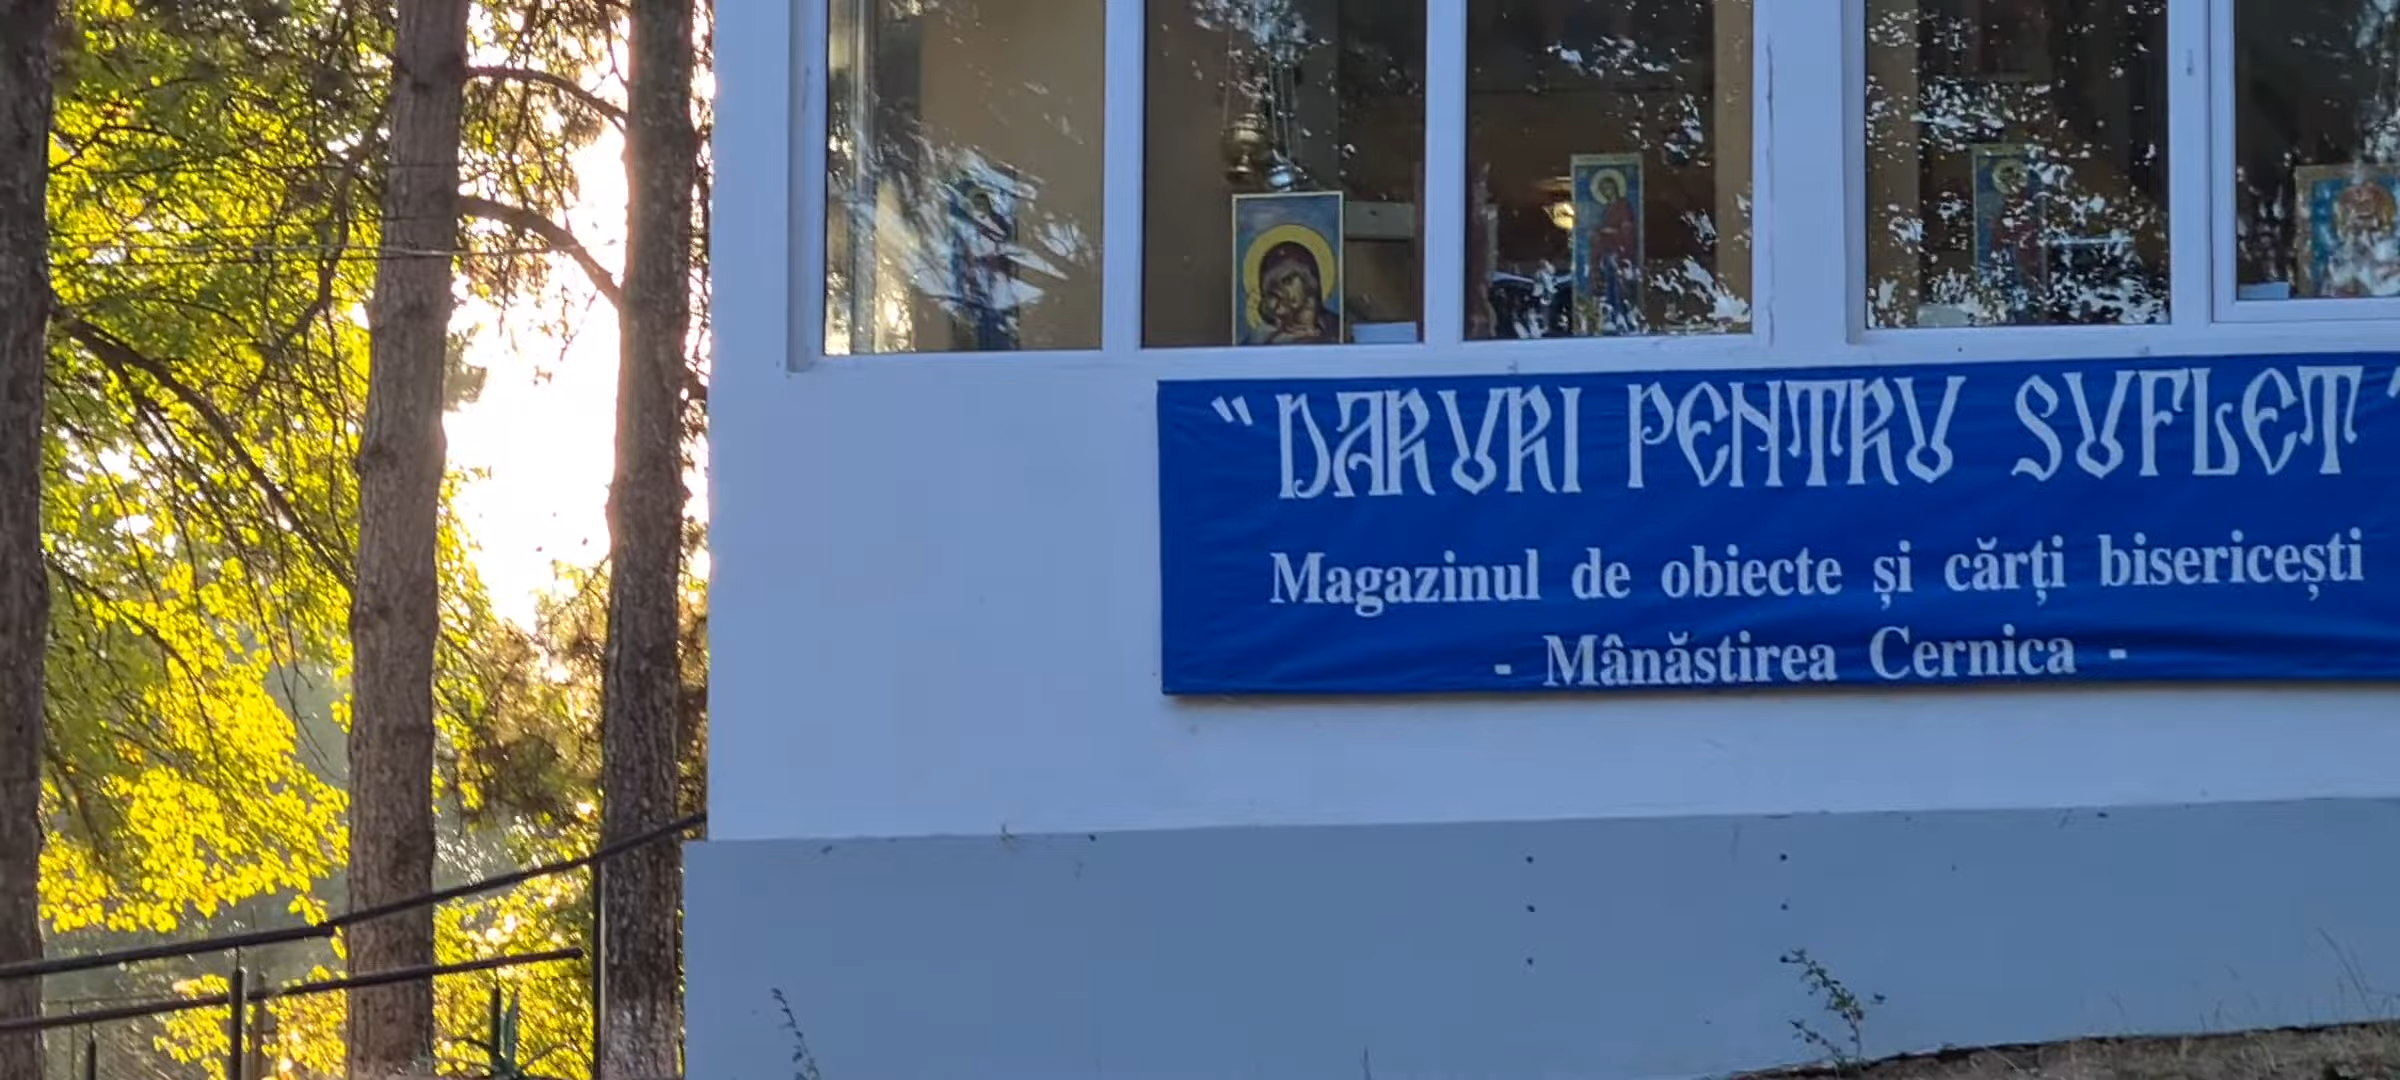 "DARURI PENTRU SUFLET"
Magazinul de obiecte și cărți bisericești
- Mânăstirea Cernica -